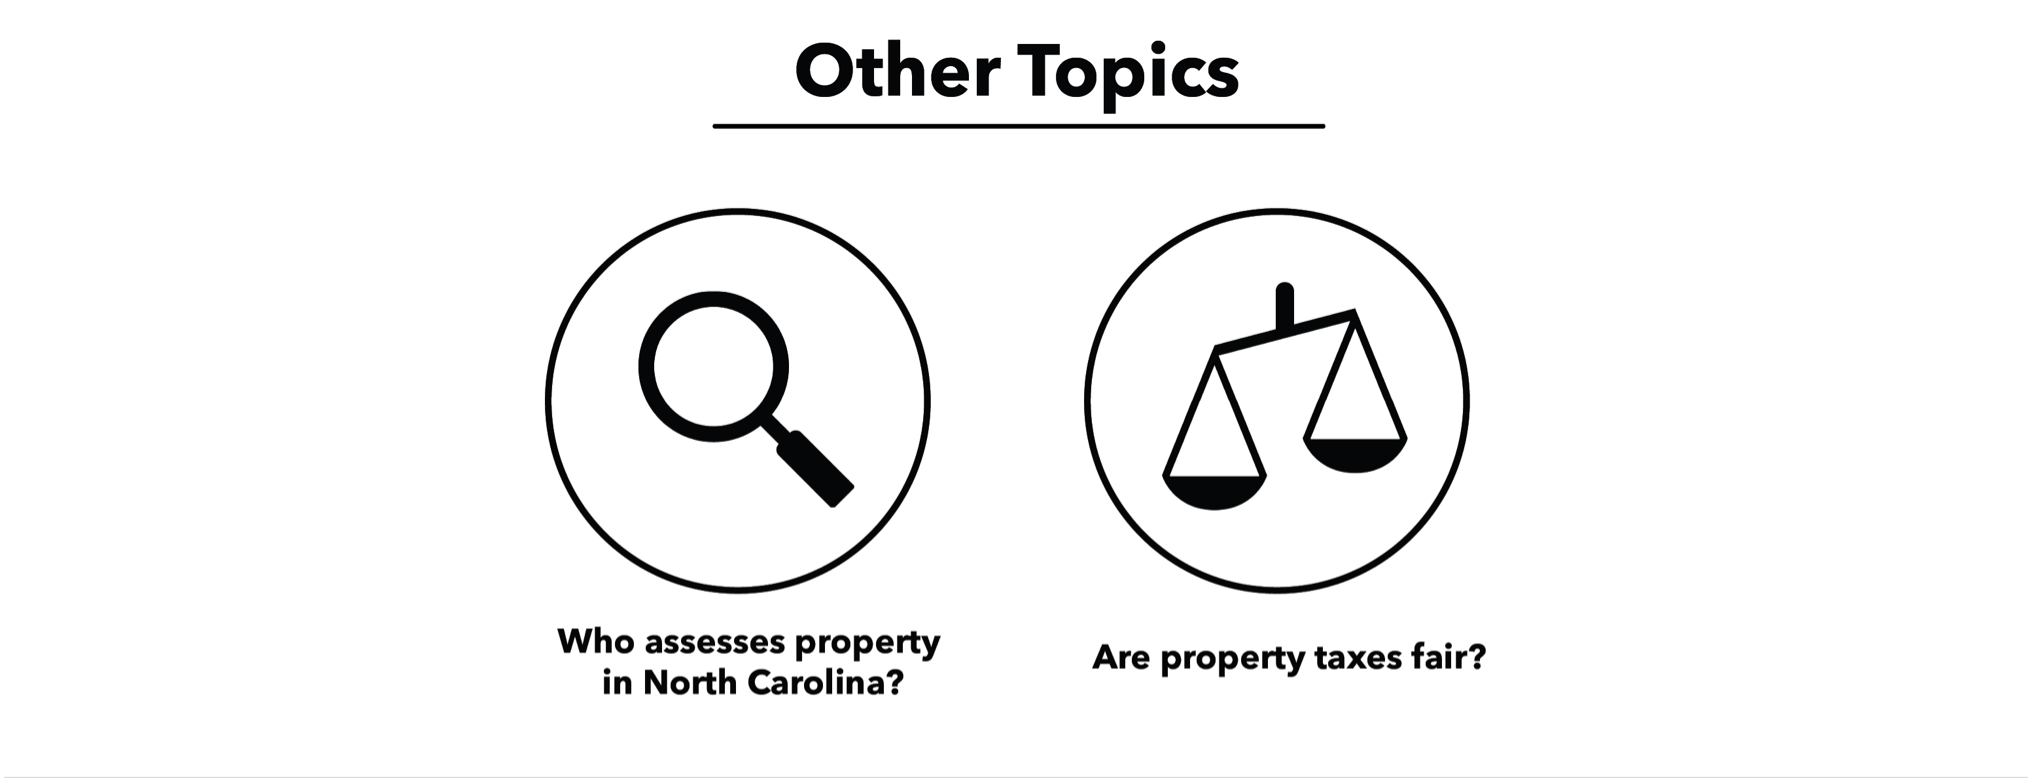 Other Topics
Who assesses property
in North Carolina?
Are property taxes fair?